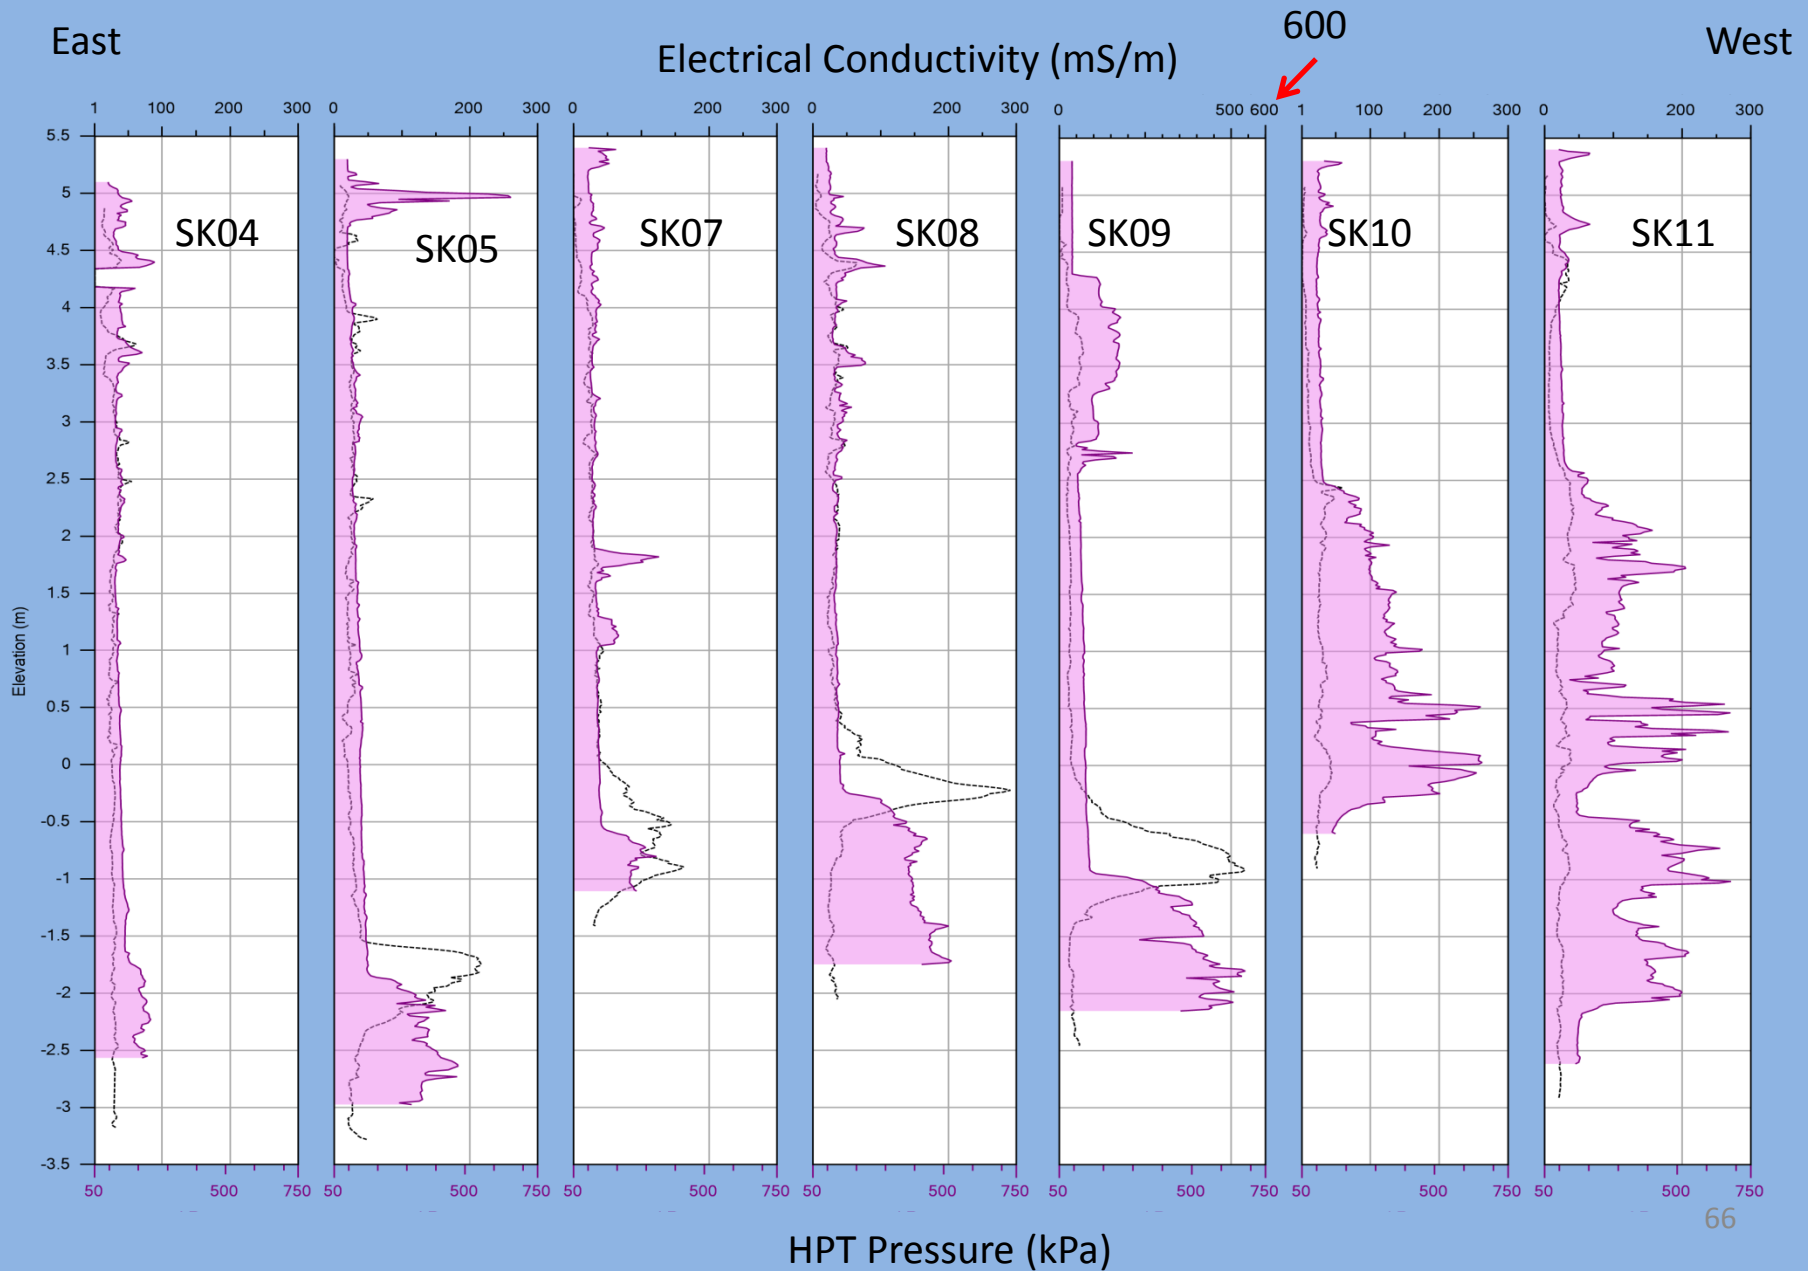 600
East
West
Electrical Conductivity (mS/m)
1 100 200 300
0 200 300
0 200 300
0 200 300
0 500 600
1 100 200 300
0 200 300
5.5
5
SK04
SK05
SK07
SK08
SK09
SK10
SK11
4.5
4
3.5
3
2.5
2
1.5
1
Elevation (m)
0.5
0
-0.5
-1
-1.5
-2
-2.5
-3
-3.5
50 200 500 750
50 500 750
50 500 750
50 500 750
50 500 750
50 500 750
50 500 750
66
HPT Pressure (kPa)